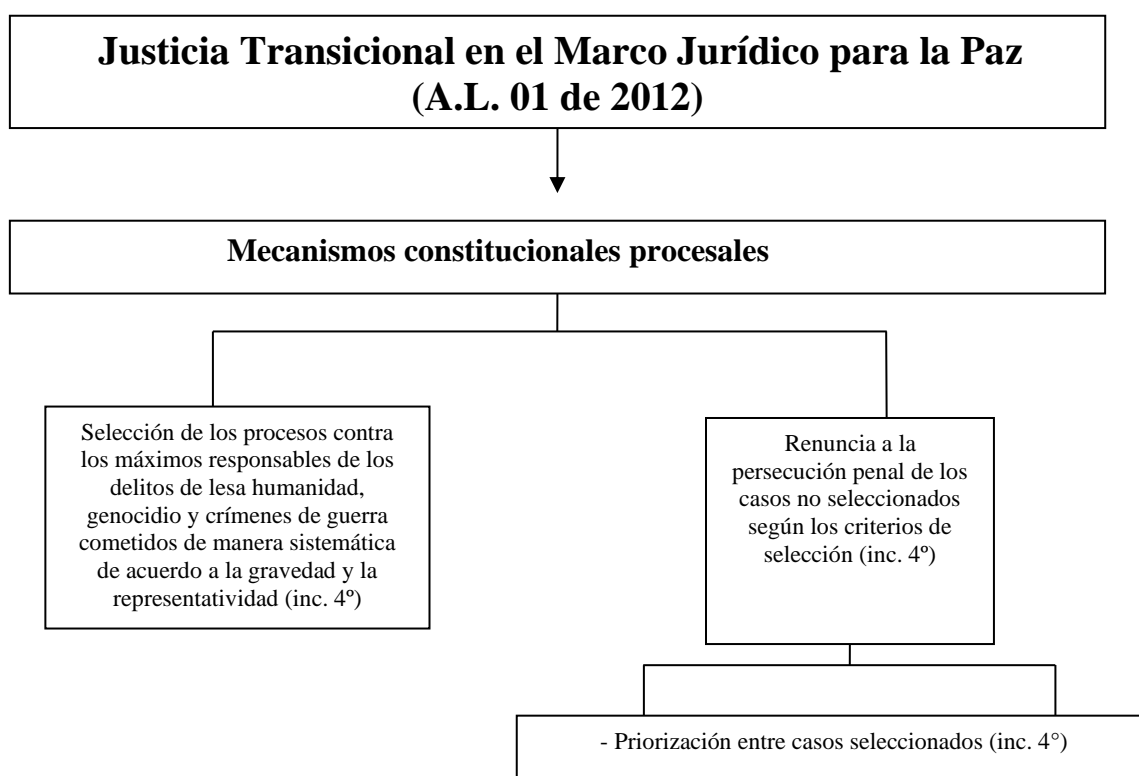 Justicia Transicional en el Marco Jurídico para la Paz
(A.L. 01 de 2012)
Mecanismos constitucionales procesales
Selección de los procesos contra
los máximos responsables de los
delitos de lesa humanidad,
genocidio y crímenes de guerra
cometidos de manera sistemática
de acuerdo a la gravedad y la
representatividad (inc. 4º)
Renuncia a la
persecución penal de los
casos no seleccionados
según los criterios de
selección (inc. 4º)
- Priorización entre casos seleccionados (inc. 4°)